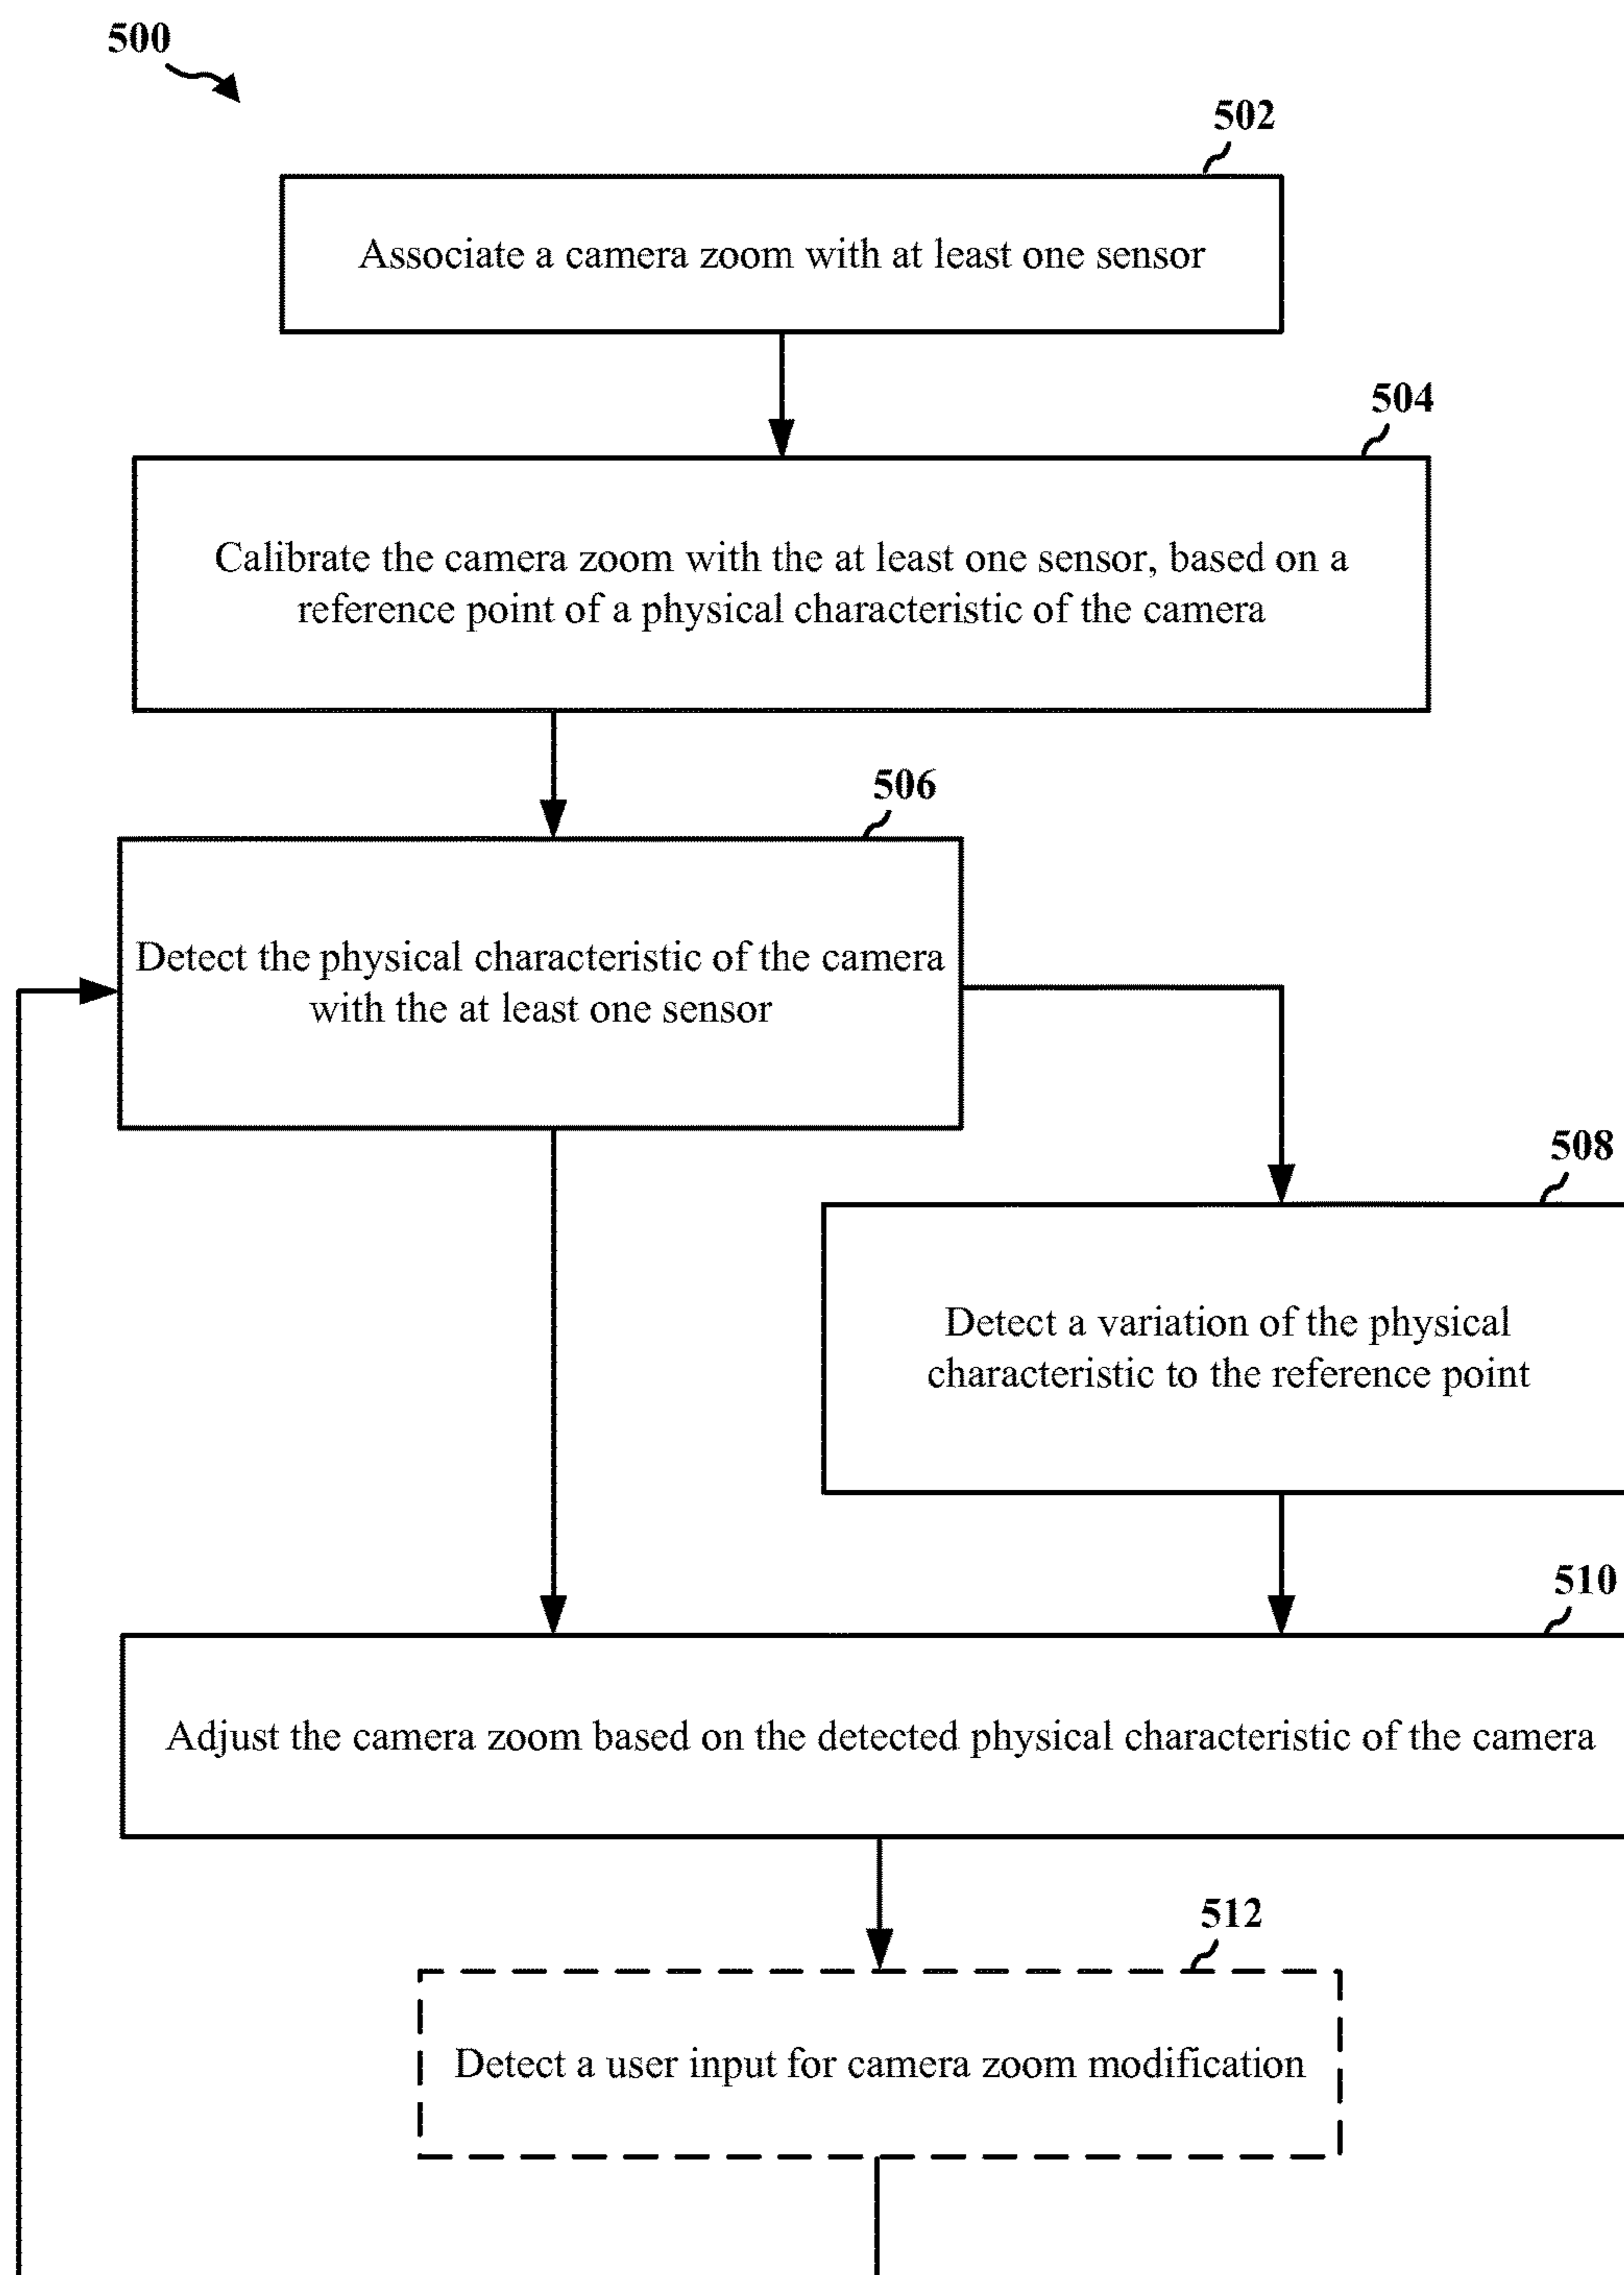 500
502
Associate a camera zoom with at least one sensor
504
Calibrate the camera zoom with the at least one sensor, based on a
reference point of a physical characteristic of the camera
506
Detect the physical characteristic of the camera
with the at least one sensor
508
Detect a variation of the physical
characteristic to the reference point
510
Adjust the camera zoom based on the detected physical characteristic of the camera
512
Detect a user input for camera zoom modification